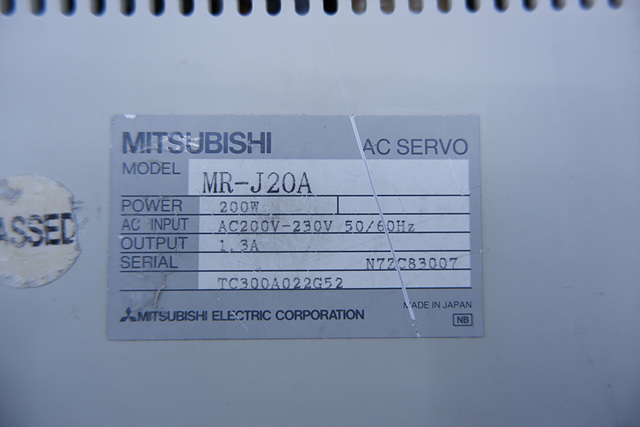 MITSUBISHI AC SERVO
MODEL MR-J20A
POWER 200W
AC INPUT AC200V-230V 50/60Hz
OUTPUT 1.3A
SERIAL N72C83007
TC300A022G52
MITSUBISHI ELECTRIC CORPORATION
MADE IN JAPAN
NB
ASSED